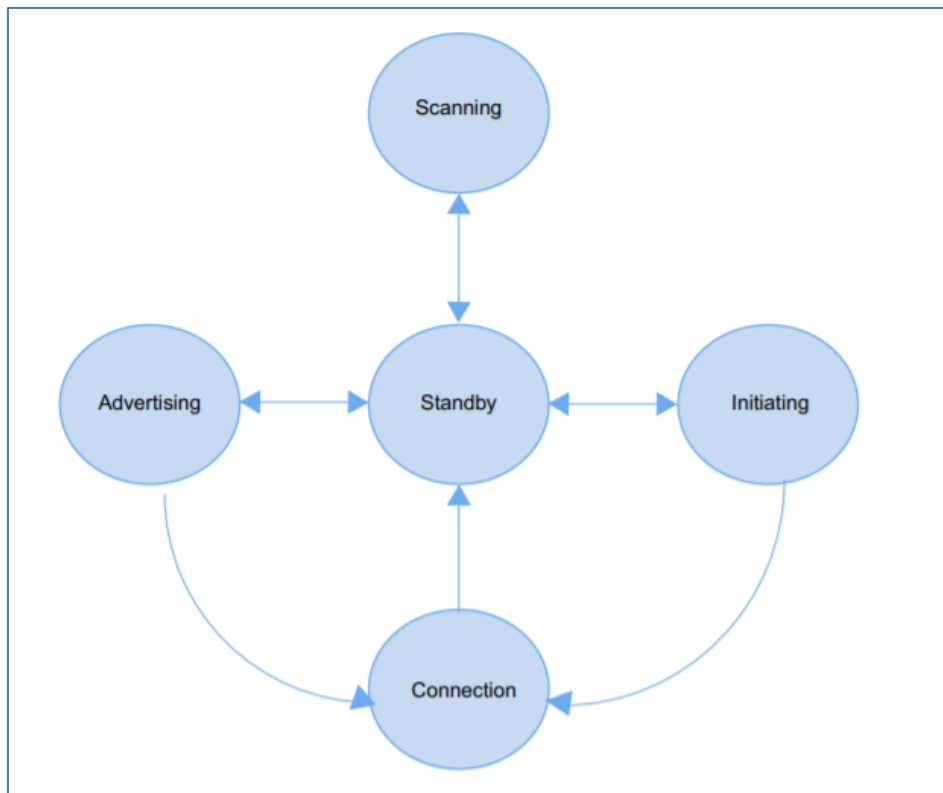 Scanning
Advertising
Standby
Initiating
Connection